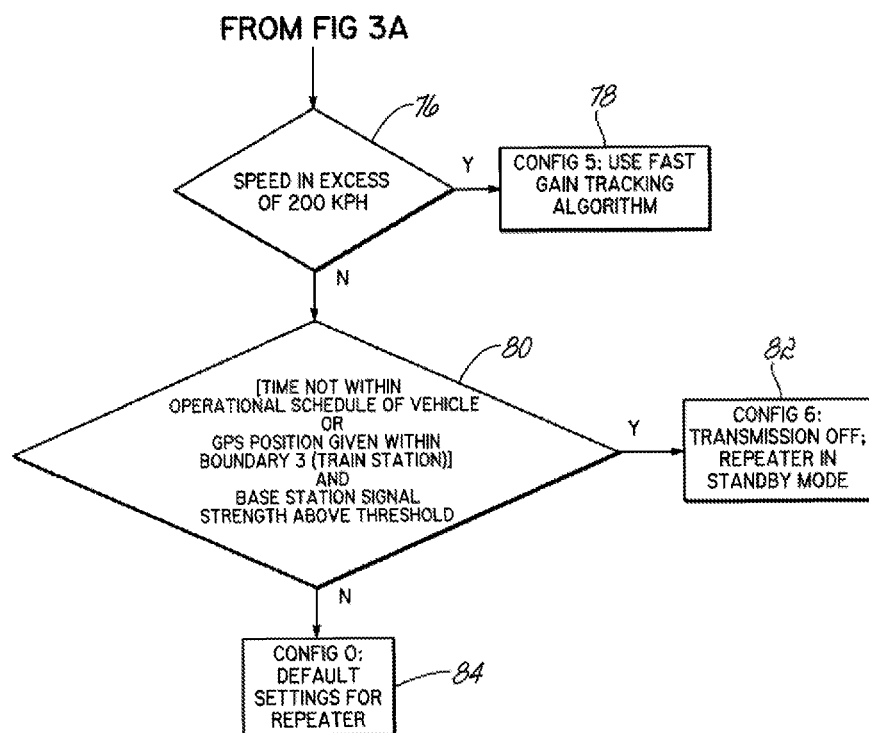 FROM FIG 3A
76
SPEED IN EXCESS
OF 200 KPH
Y
78
CONFIG 5: USE FAST
GAIN TRACKING
ALGORITHM
N
80
[TIME NOT WITHIN
OPERATIONAL SCHEDULE OF VEHICLE
OR
GPS POSITION GIVEN WITHIN
BOUNDARY 3 (TRAIN STATION)]
AND
BASE STATION SIGNAL
STRENGTH ABOVE THRESHOLD
Y
82
CONFIG 6:
TRANSMISSION OFF;
REPEATER IN
STANDBY MODE
N
CONFIG 0:
DEFAULT
SETTINGS FOR
REPEATER
84